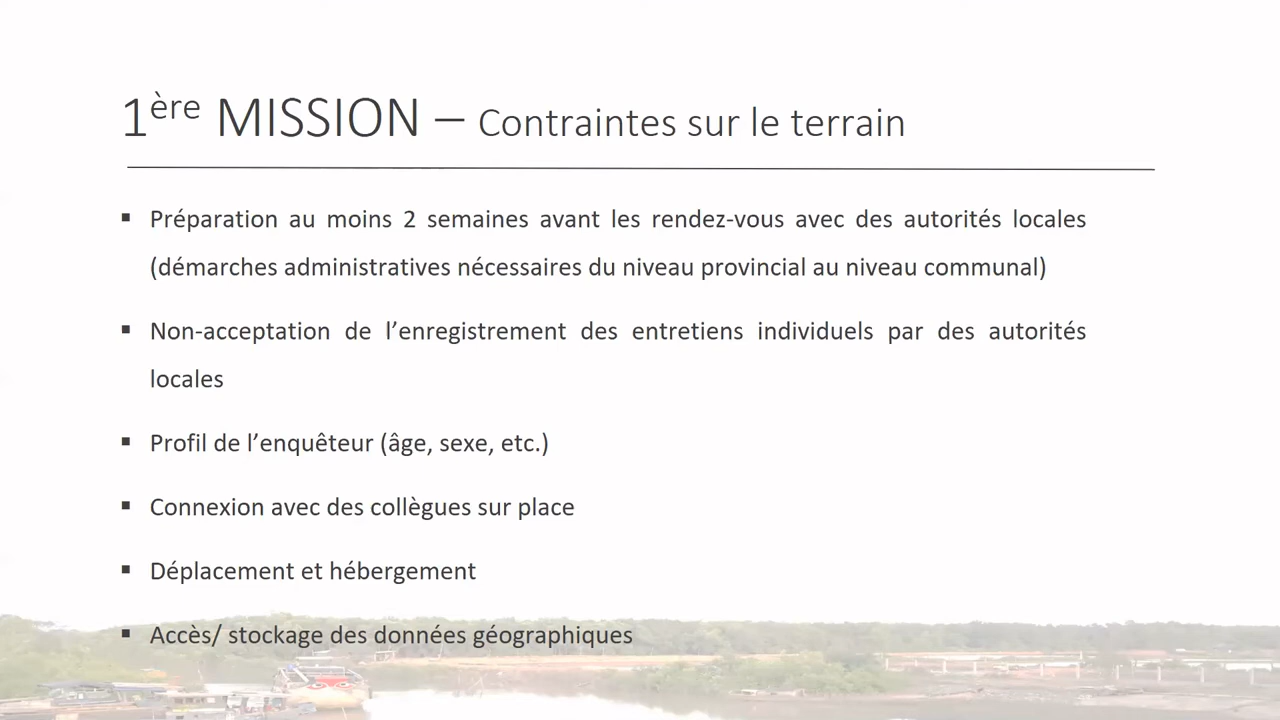 1ère MISSION – Contraintes sur le terrain
▪ Préparation au moins 2 semaines avant les rendez-vous avec des autorités locales
(démarches administratives nécessaires du niveau provincial au niveau communal)
▪ Non-acceptation de l’enregistrement des entretiens individuels par des autorités
locales
▪ Profil de l’enquêteur (âge, sexe, etc.)
▪ Connexion avec des collègues sur place
▪ Déplacement et hébergement
▪ Accès/ stockage des données géographiques